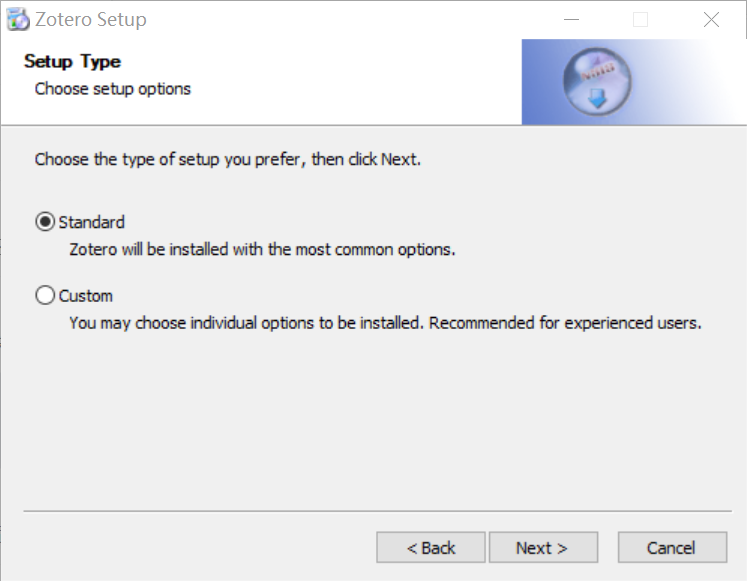 Zotero Setup
Setup Type
Choose setup options
Choose the type of setup you prefer, then click Next.
Standard
Zotero will be installed with the most common options.
Custom
You may choose individual options to be installed. Recommended for experienced users.
< Back
Next >
Cancel